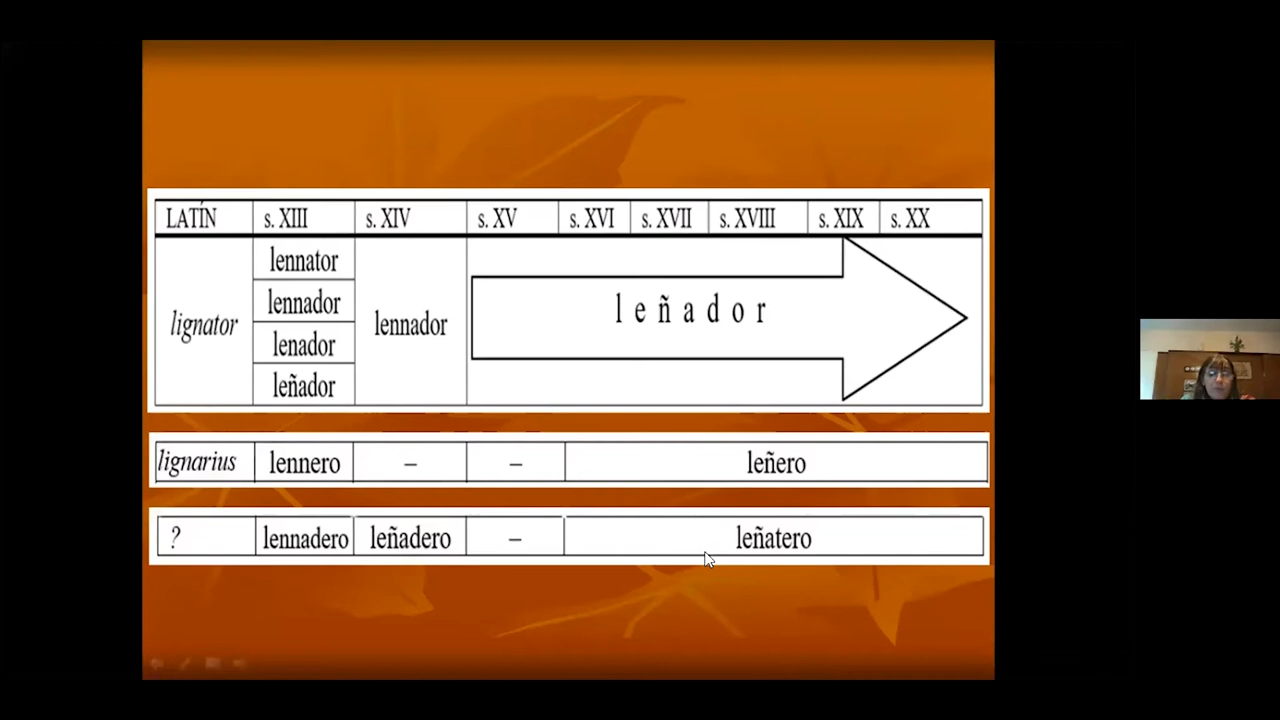 LATÍN s. XIII s. XIV s. XV s. XVI s. XVII s. XVIII s. XIX s. XX
lennator
lennador
lignator lennador l e ñ a d o r
lenador
leñador
lignarius lennero – – leñero
? lennadero leñadero – leñatero